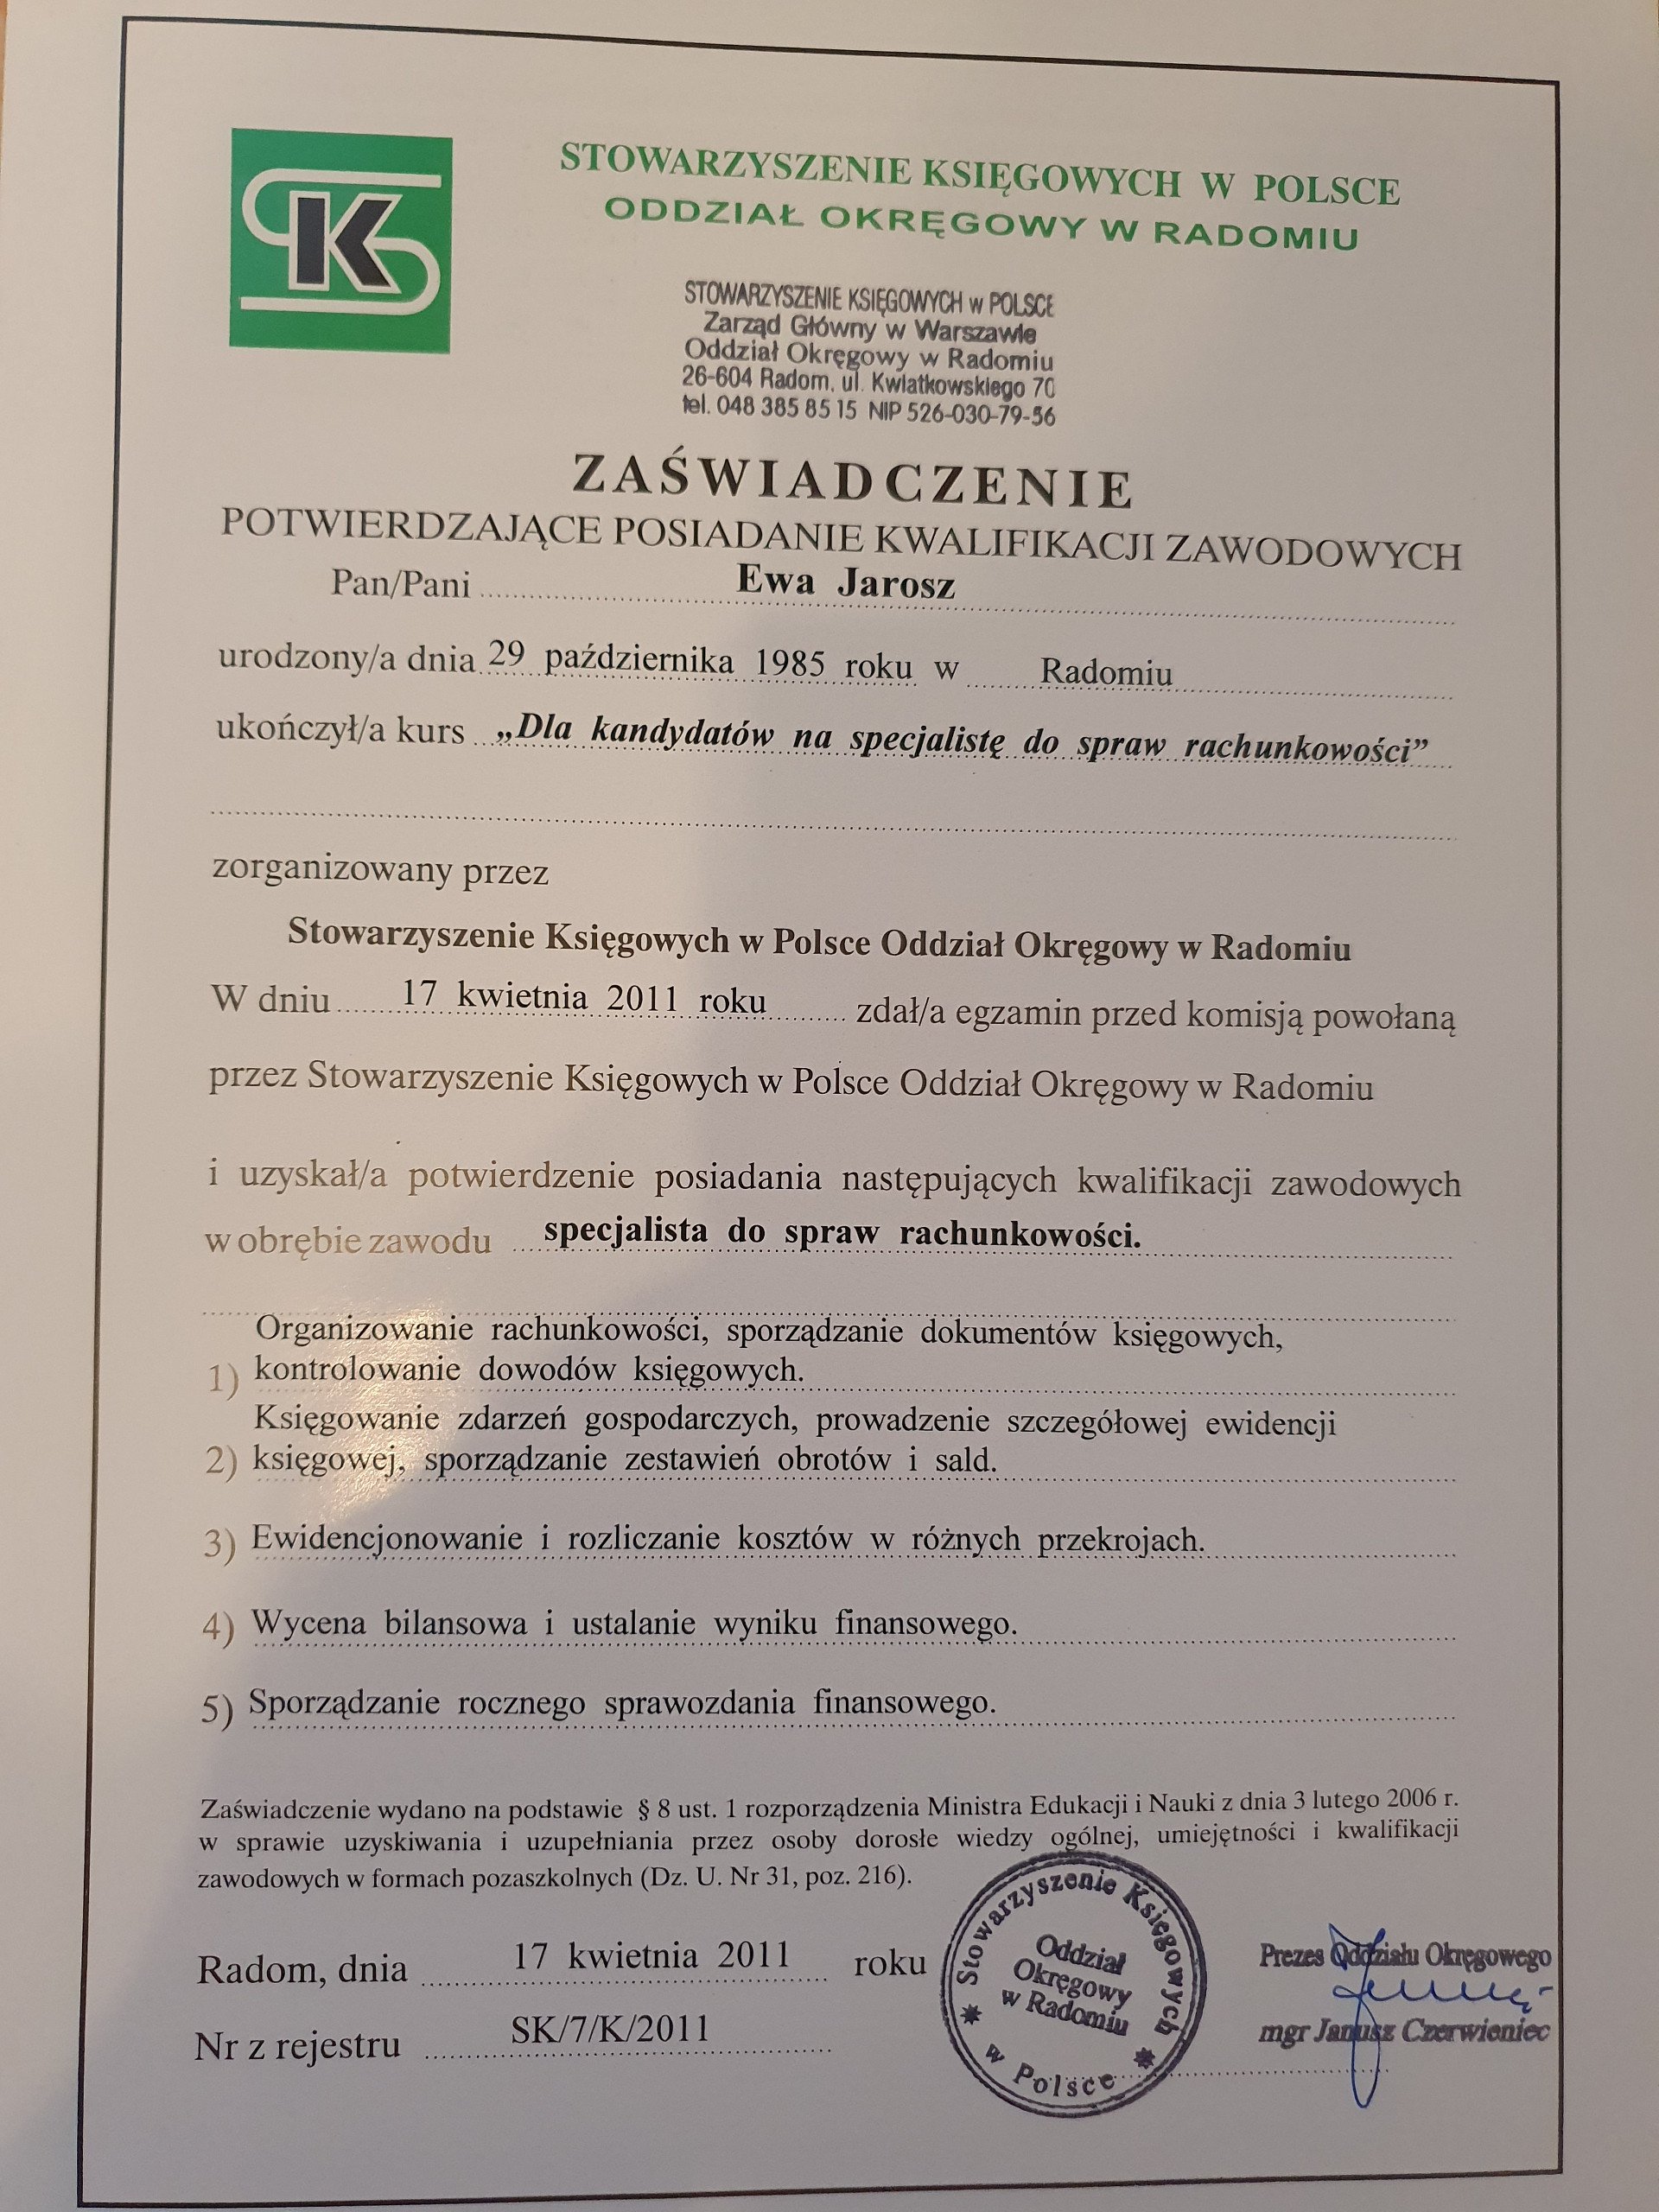 SK
STOWARZYSZENIE KSIĘGOWYCH W POLSCE
ODDZIAŁ OKRĘGOWY W RADOMIU
STOWARZYSZENIE KSIĘGOWYCH w POLSCE
Zarząd Główny w Warszawie
Oddział Okręgowy w Radomiu
26-604 Radom, ul. Kwiatkowskiego 70
tel. 048 385 85 15 NIP 526-030-79-56
ZAŚWIADCZENIE
POTWIERDZAJĄCE POSIADANIE KWALIFIKACJI ZAWODOWYCH
Pan/Pani Ewa Jarosz
urodzony/a dnia 29 października 1985 roku w Radomiu
ukończył/a kurs „Dla kandydatów na specjalistę do spraw rachunkowości”
zorganizowany przez
Stowarzyszenie Księgowych w Polsce Oddział Okręgowy w Radomiu
W dniu 17 kwietnia 2011 roku zdał/a egzamin przed komisją powołaną
przez Stowarzyszenie Księgowych w Polsce Oddział Okręgowy w Radomiu
i uzyskał/a potwierdzenie posiadania następujących kwalifikacji zawodowych
w obrębie zawodu specjalista do spraw rachunkowości.
Organizowanie rachunkowości, sporządzanie dokumentów księgowych,
1) kontrolowanie dowodów księgowych.
Księgowanie zdarzeń gospodarczych, prowadzenie szczegółowej ewidencji
2) księgowej, sporządzanie zestawień obrotów i sald.
3) Ewidencjonowanie i rozliczanie kosztów w różnych przekrojach.
4) Wycena bilansowa i ustalanie wyniku finansowego.
5) Sporządzanie rocznego sprawozdania finansowego.
Zaświadczenie wydano na podstawie § 8 ust. 1 rozporządzenia Ministra Edukacji i Nauki z dnia 3 lutego 2006 r.
w sprawie uzyskiwania i uzupełniania przez osoby dorosłe wiedzy ogólnej, umiejętności i kwalifikacji
zawodowych w formach pozaszkolnych (Dz. U. Nr 31, poz. 216).
Radom, dnia 17 kwietnia 2011 roku
Nr z rejestru SK/7/K/2011
Stowarzyszenie Księgowych
w Polsce
Oddział
Okręgowy
w Radomiu
Prezes Oddziału Okręgowego
mgr Janusz Czerwieniec